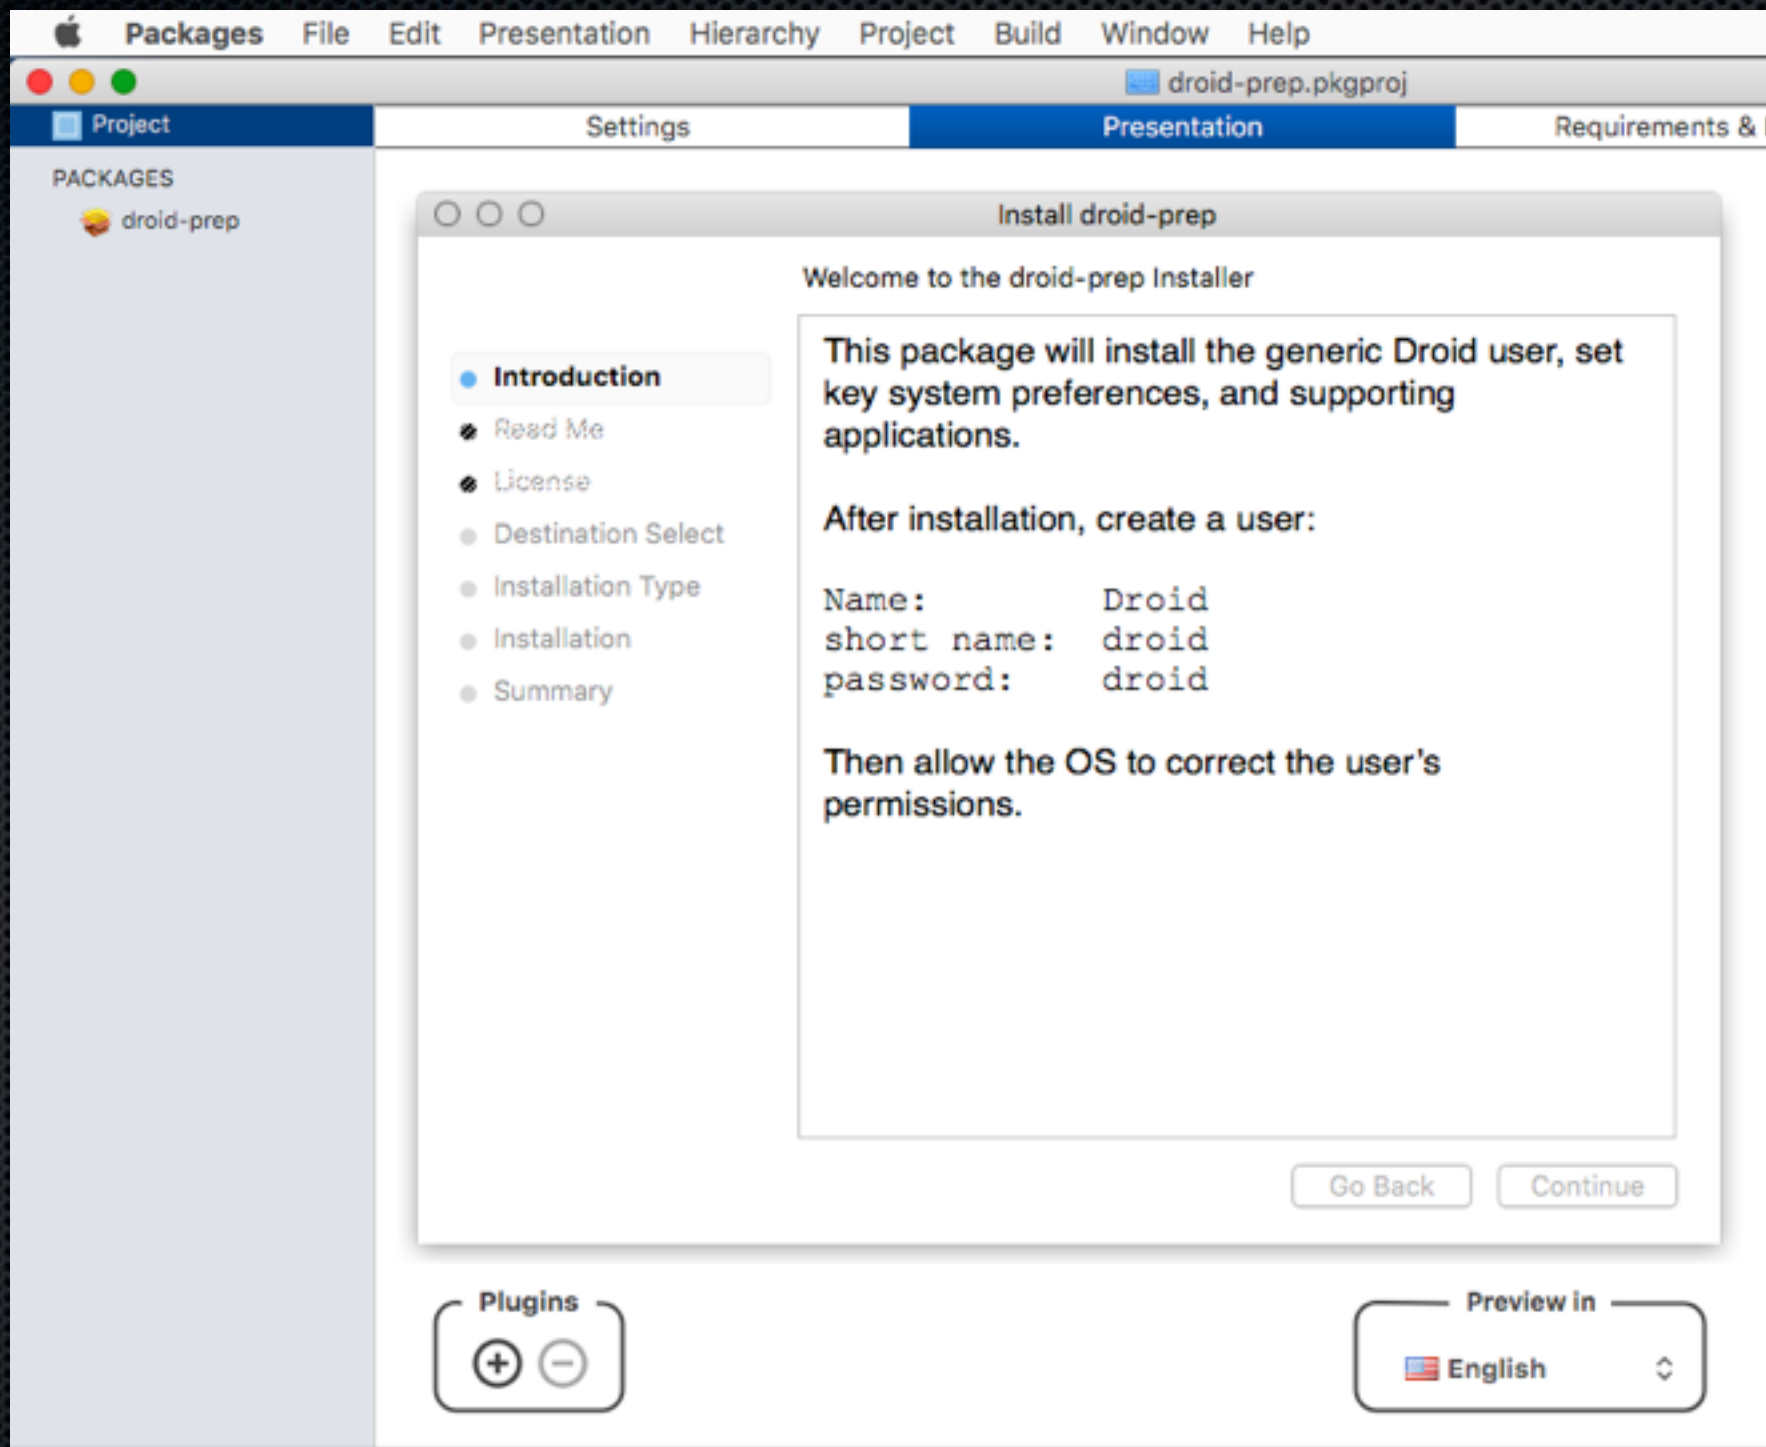 Packages File Edit Presentation Hierarchy Project Build Window Help
droid-prep.pkgproj
Project
Settings Presentation Requirements &
PACKAGES
droid-prep
Install droid-prep
Welcome to the droid-prep Installer
Introduction
Read Me
License
Destination Select
Installation Type
Installation
Summary
This package will install the generic Droid user, set
key system preferences, and supporting
applications.
After installation, create a user:
Name: Droid
short name: droid
password: droid
Then allow the OS to correct the user’s
permissions.
Go Back Continue
Plugins
Preview in
English